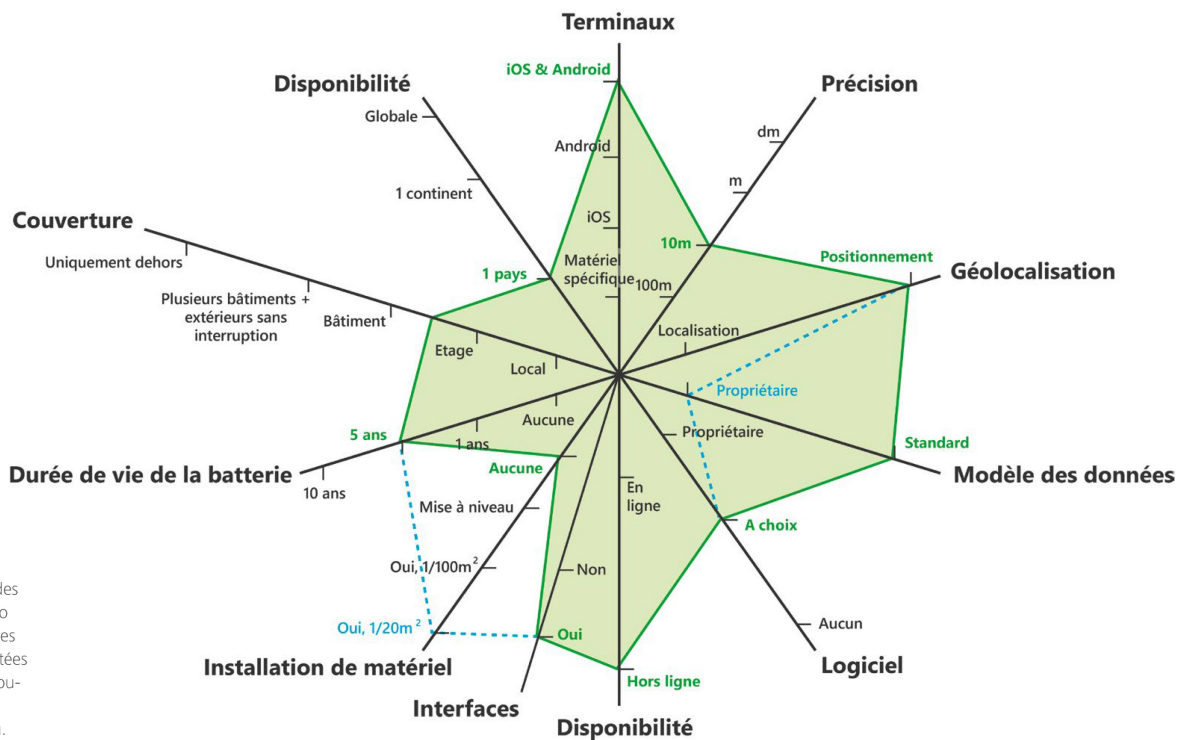 Terminaux
iOS & Android
Android
iOS
Matériel
spécifique
Précision
dm
m
10m
100m
Positionnement
Géolocalisation
Localisation
Propriétaire
Standard
Modèle des données
Propriétaire
A choix
Aucun
Logiciel
En
ligne
Hors ligne
Disponibilité
Non
Oui
Interfaces
Aucune
Mise à niveau
Oui, 1/100m²
Oui, 1/20m²
Installation de matériel
Aucune
1 ans
5 ans
10 ans
Durée de vie de la batterie
Local
Etage
Bâtiment
Plusieurs bâtiments +
extérieurs sans
interruption
Uniquement dehors
Couverture
1 pays
1 continent
Globale
Disponibilité
des